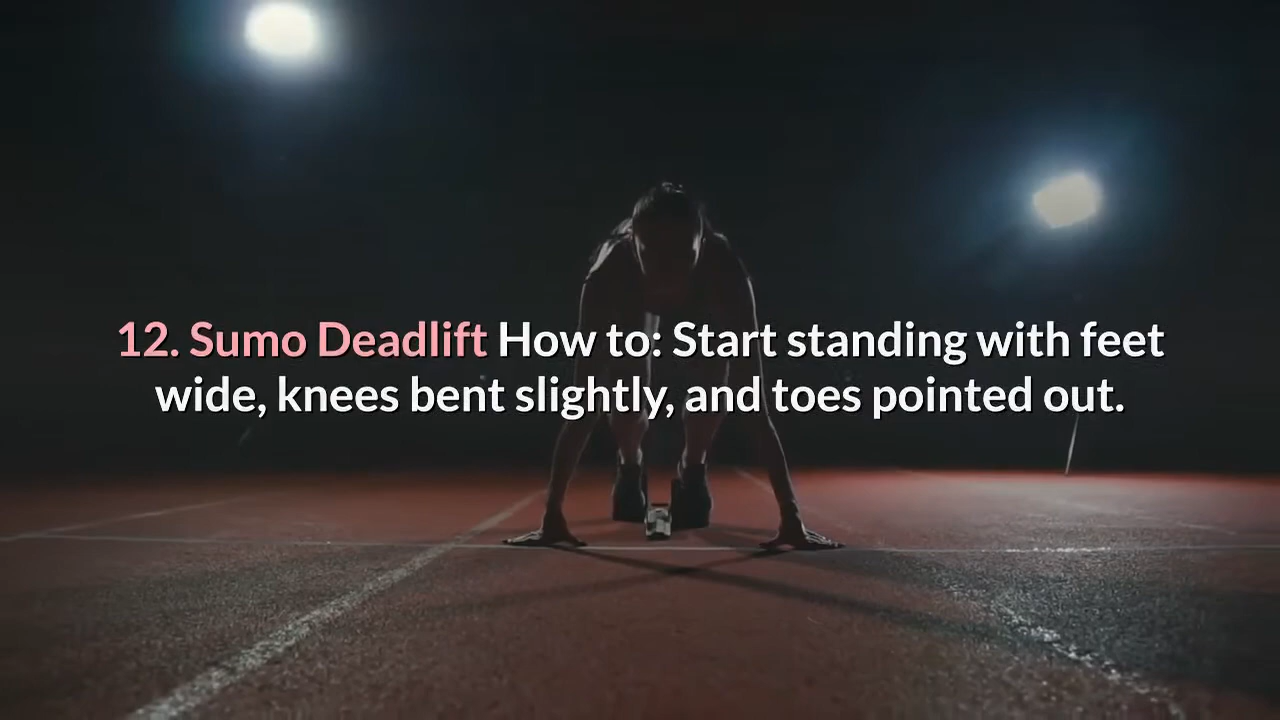 12. Sumo Deadlift How to: Start standing with feet
wide, knees bent slightly, and toes pointed out.